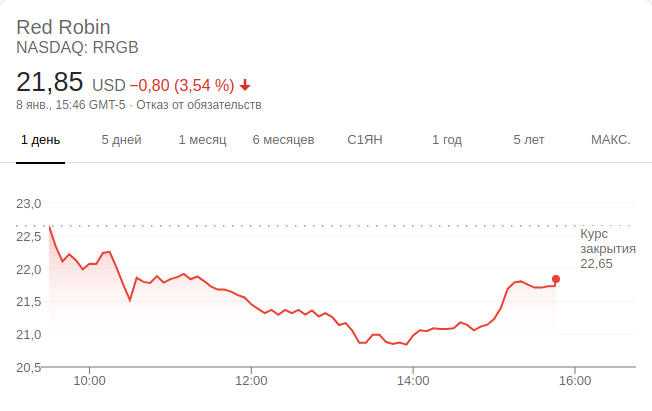 Red Robin
NASDAQ: RRGB
21,85 USD −0,80 (3,54 %)
8 янв., 15:46 GMT-5 · Отказ от обязательств
1 день 5 дней 1 месяц 6 месяцев С1ЯН 1 год 5 лет МАКС.
23,0
22,5
Курс
закрытия
22,65
22,0
21,5
21,0
20,5
10:00 12:00 14:00 16:00